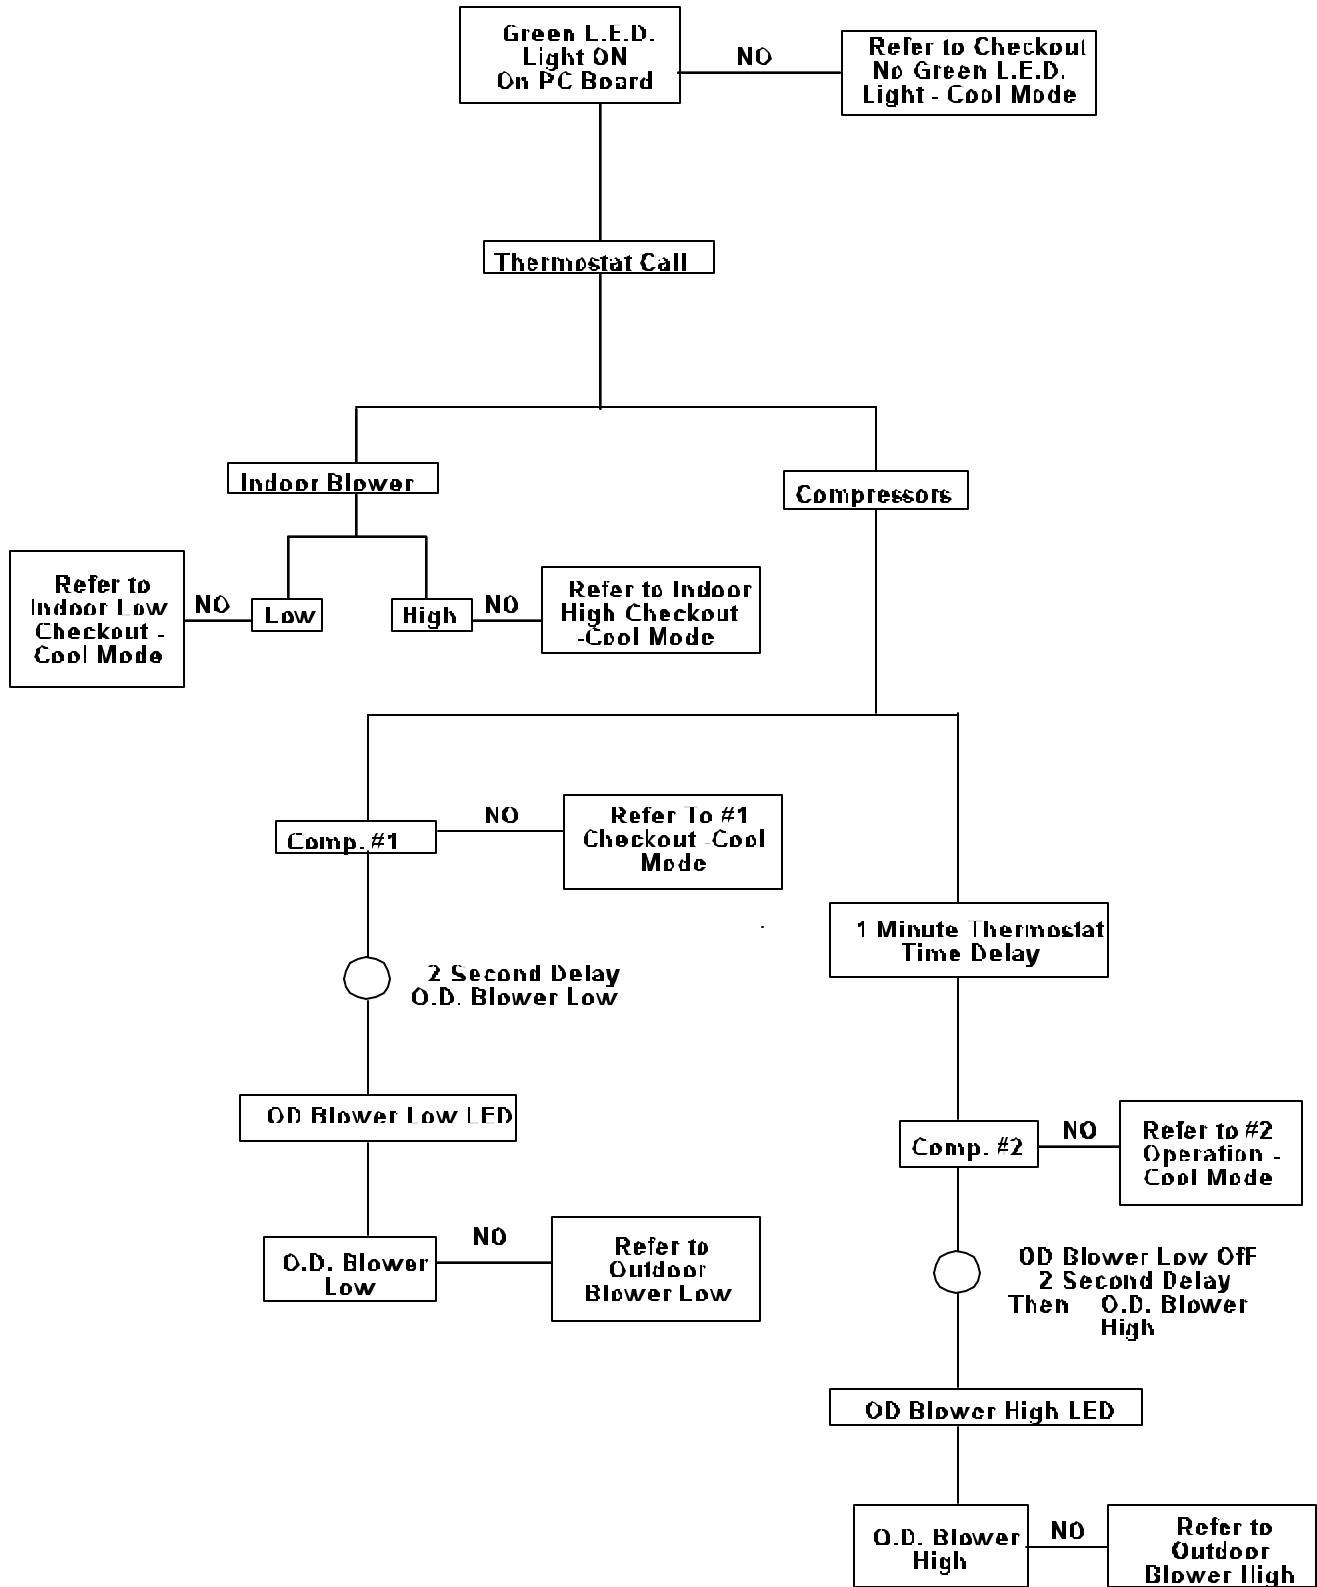 Green L.E.D.
Light ON
On PC Board
NO
Refer to Checkout
No Green L.E.D.
Light - Cool Mode
Thermostat Call
Indoor Blower
Compressors
Refer to
Indoor Low
Checkout -
Cool Mode
NO
Low
High
NO
Refer to Indoor
High Checkout
-Cool Mode
Comp. #1
NO
Refer To #1
Checkout -Cool
Mode
1 Minute Thermostat
Time Delay
2 Second Delay
O.D. Blower Low
OD Blower Low LED
Comp. #2
NO
Refer to #2
Operation -
Cool Mode
O.D. Blower
Low
NO
Refer to
Outdoor
Blower Low
OD Blower Low Off
2 Second Delay
Then O.D. Blower
High
OD Blower High LED
O.D. Blower
High
NO
Refer to
Outdoor
Blower High